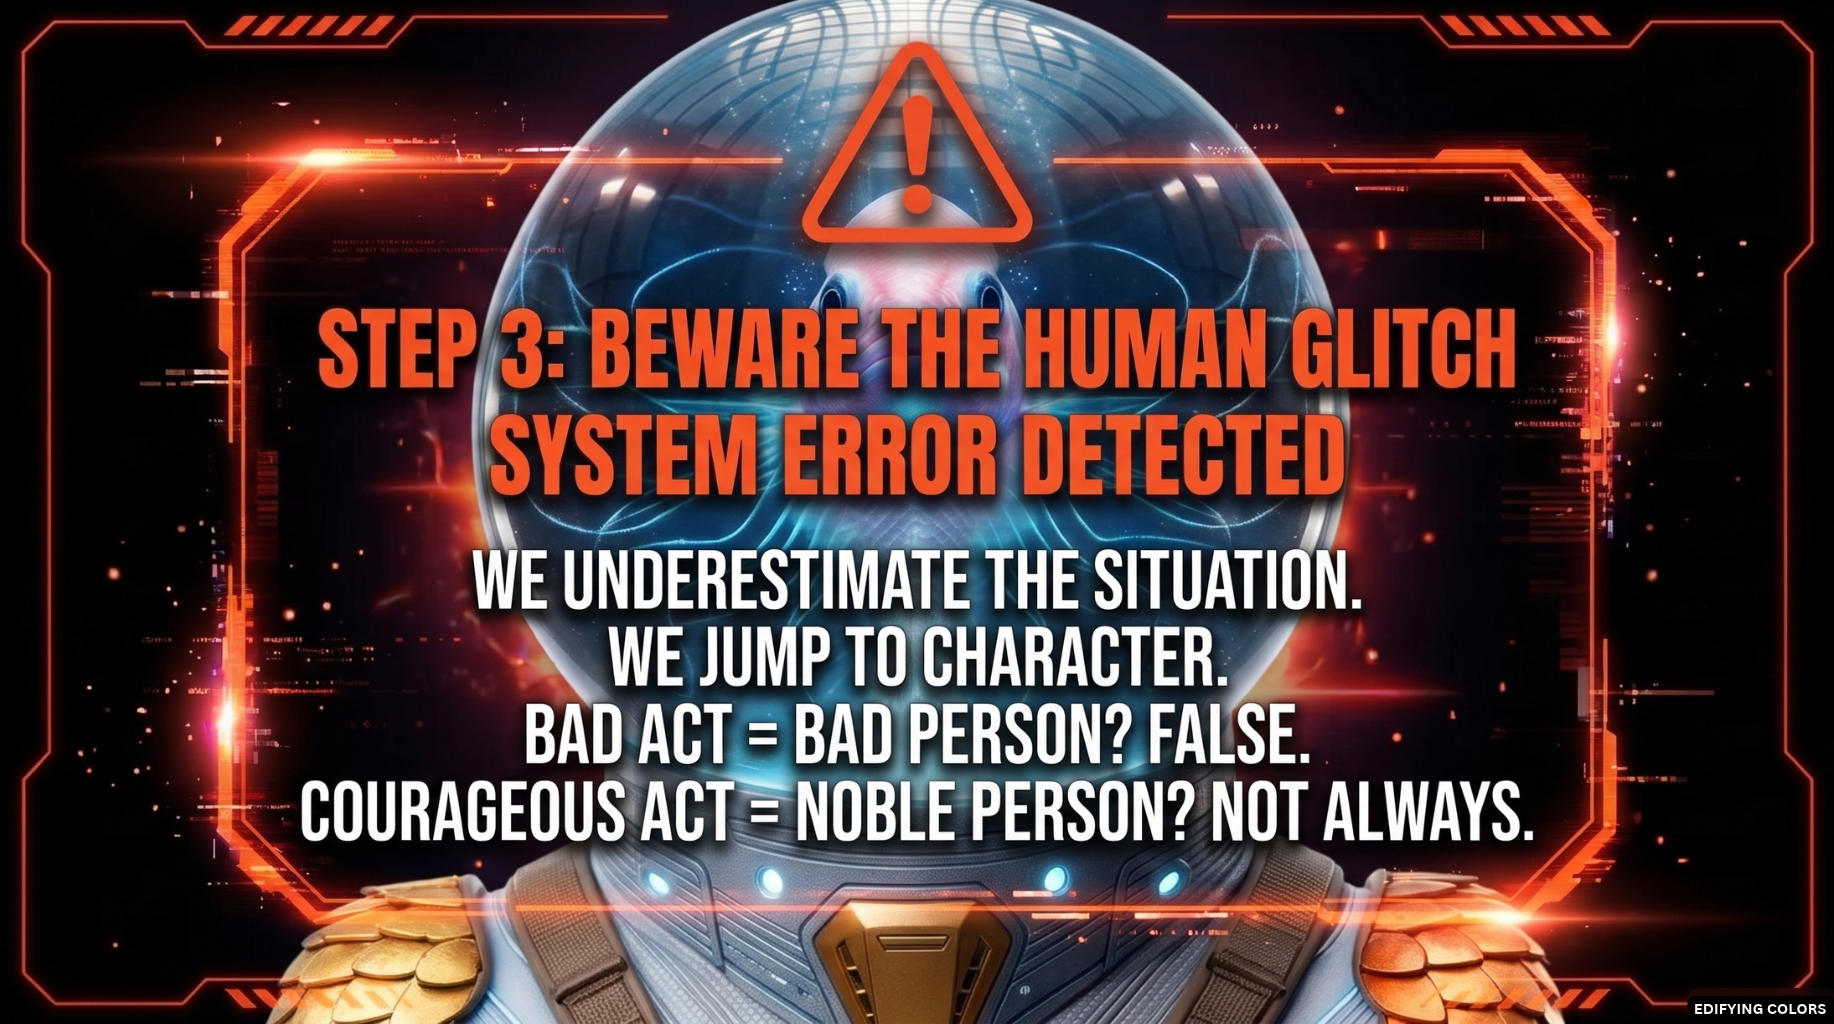 STEP 3: BEWARE THE HUMAN GLITCH
SYSTEM ERROR DETECTED
WE UNDERESTIMATE THE SITUATION.
WE JUMP TO CHARACTER.
BAD ACT = BAD PERSON? FALSE.
COURAGEOUS ACT = NOBLE PERSON? NOT ALWAYS.
EDIFYING COLORS